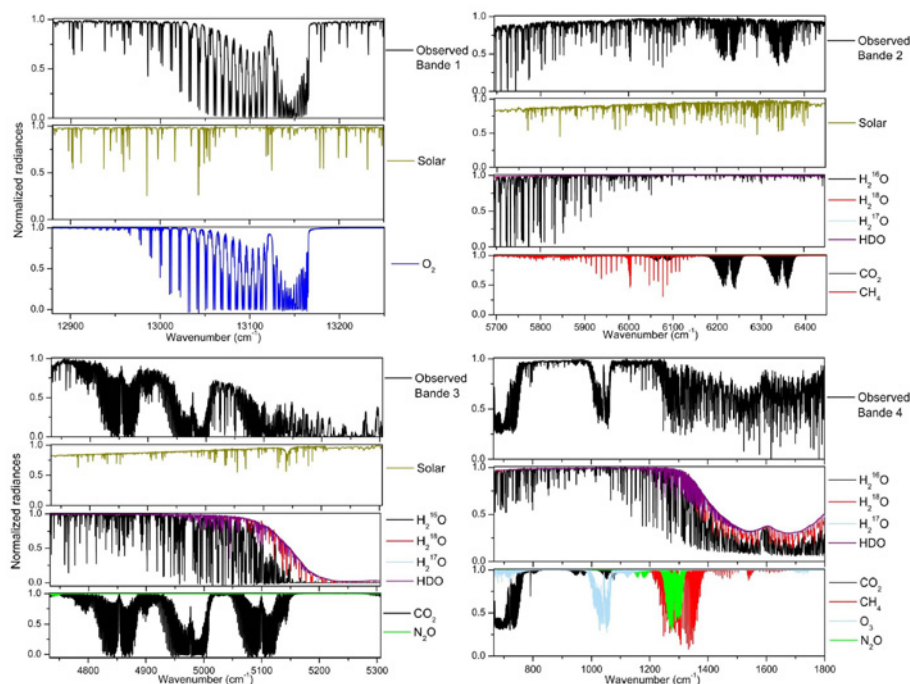 Normalized radiances
1.0
0.5
0.0
Observed
Bande 1
1.0
0.5
0.0
Solar
1.0
0.5
0.0
O₂
12900 13000 13100 13200
Wavenumber (cm⁻¹)
1.0
0.5
0.0
Observed
Bande 2
1.0
0.5
0.0
Solar
1.0
0.5
0.0
H₂¹⁶O
H₂¹⁸O
H₂¹⁷O
HDO
1.0
0.5
0.0
CO₂
CH₄
5700 5800 5900 6000 6100 6200 6300 6400
Wavenumber (cm⁻¹)
Normalized radiances
1.0
0.5
0.0
Observed
Bande 3
1.0
0.5
0.0
Solar
1.0
0.5
0.0
H₂¹⁶O
H₂¹⁸O
H₂¹⁷O
HDO
1.0
0.5
0.0
CO₂
N₂O
4800 4900 5000 5100 5200 5300
Wavenumber (cm⁻¹)
1.0
0.5
0.0
Observed
Bande 4
1.0
0.5
0.0
H₂¹⁶O
H₂¹⁸O
H₂¹⁷O
HDO
1.0
0.5
0.0
CO₂
CH₄
O₃
N₂O
800 1000 1200 1400 1600 1800
Wavenumber (cm⁻¹)